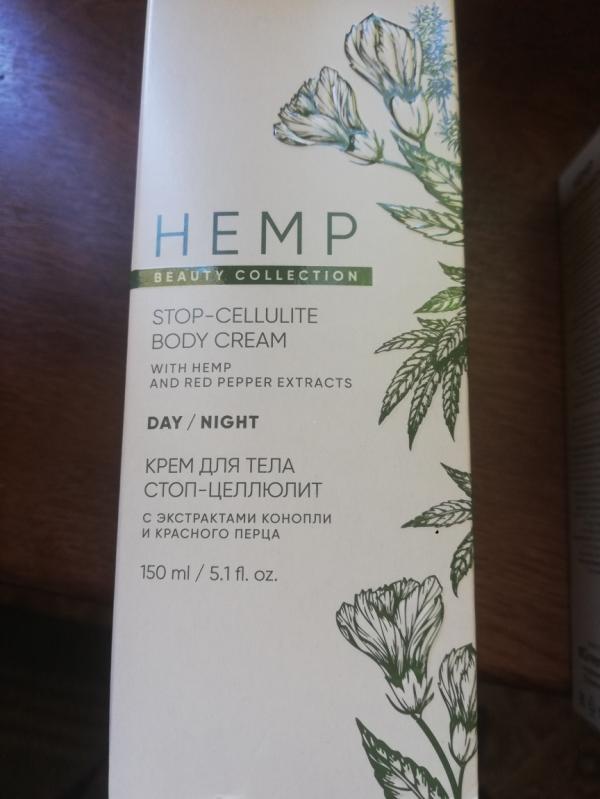 HEMP
BEAUTY COLLECTION
STOP-CELLULITE
BODY CREAM
WITH HEMP
AND RED PEPPER EXTRACTS
DAY / NIGHT
КРЕМ ДЛЯ ТЕЛА
СТОП-ЦЕЛЛЮЛИТ
С ЭКСТРАКТАМИ КОНОПЛИ
И КРАСНОГО ПЕРЦА
150 ml / 5.1 fl. oz.